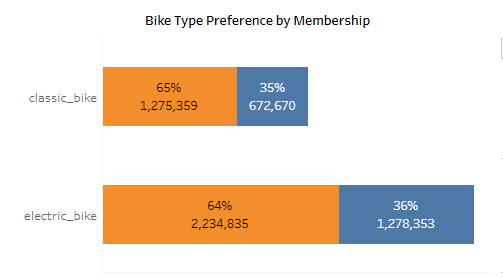 Bike Type Preference by Membership
classic_bike
65%
1,275,359
35%
672,670
electric_bike
64%
2,234,835
36%
1,278,353